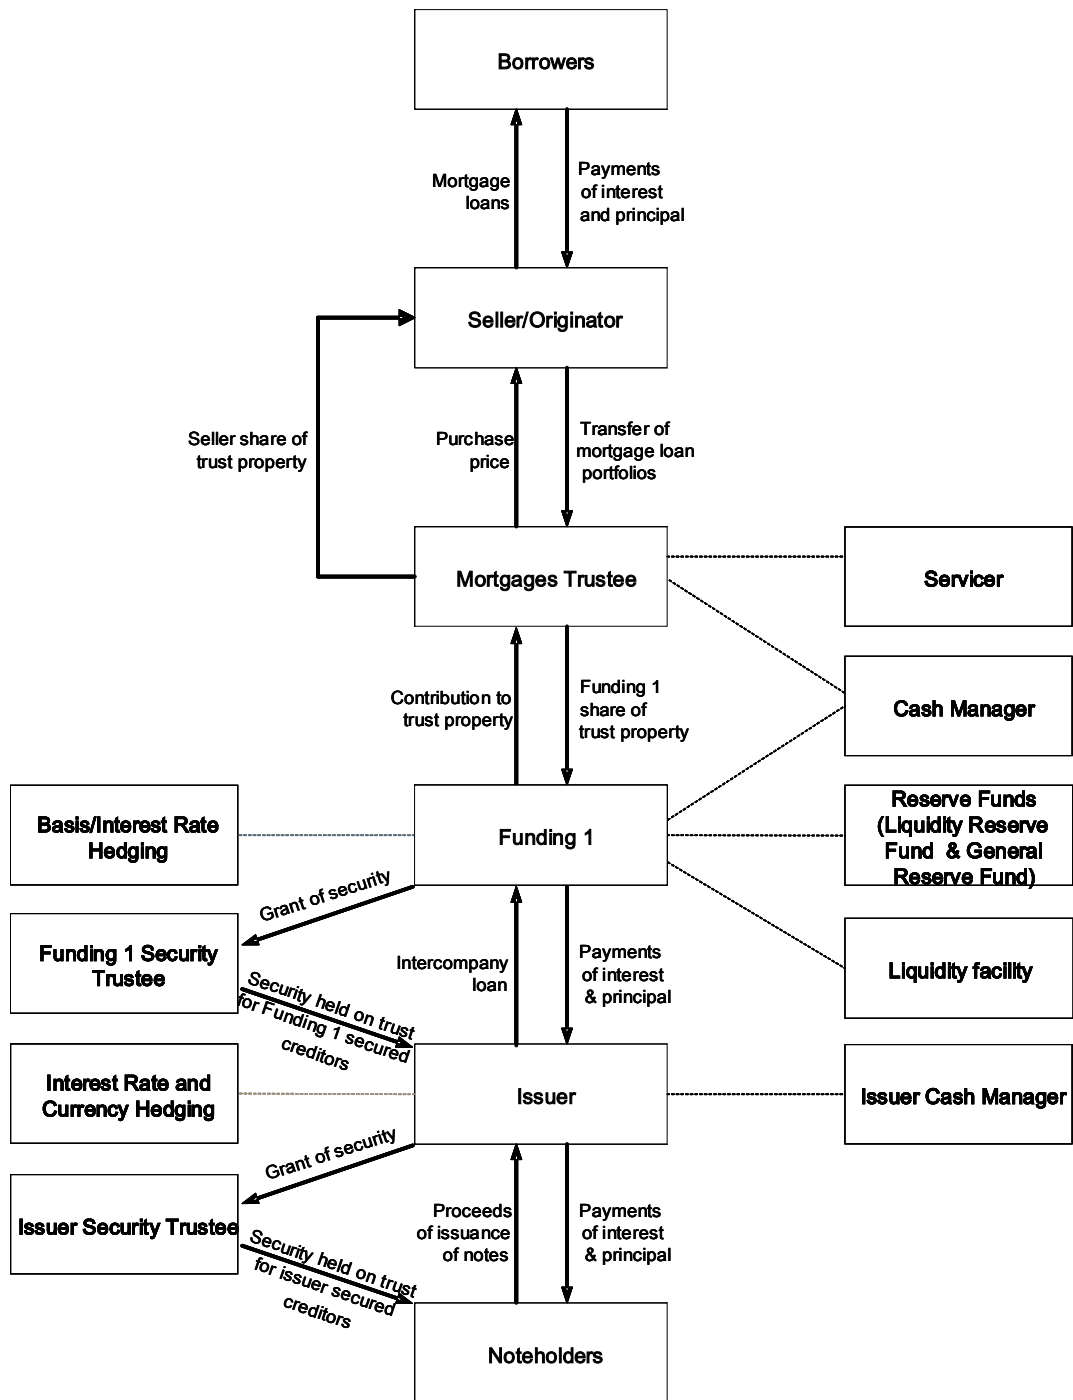 Borrowers
Mortgage
loans
Payments
of interest
and principal
Seller/Originator
Seller share of
trust property
Purchase
price
Transfer of
mortgage loan
portfolios
Mortgages Trustee
Servicer
Contribution to
trust property
Funding 1
share of
trust property
Cash Manager
Basis/Interest Rate
Hedging
Funding 1
Reserve Funds
(Liquidity Reserve
Fund & General
Reserve Fund)
Grant of security
Funding 1 Security
Trustee
Security held on trust
for Funding 1 secured
creditors
Intercompany
loan
Payments
of interest
& principal
Liquidity facility
Interest Rate and
Currency Hedging
Issuer
Issuer Cash Manager
Grant of security
Issuer Security Trustee
Security held on trust
for issuer secured
creditors
Proceeds
of issuance
of notes
Payments
of interest
& principal
Noteholders